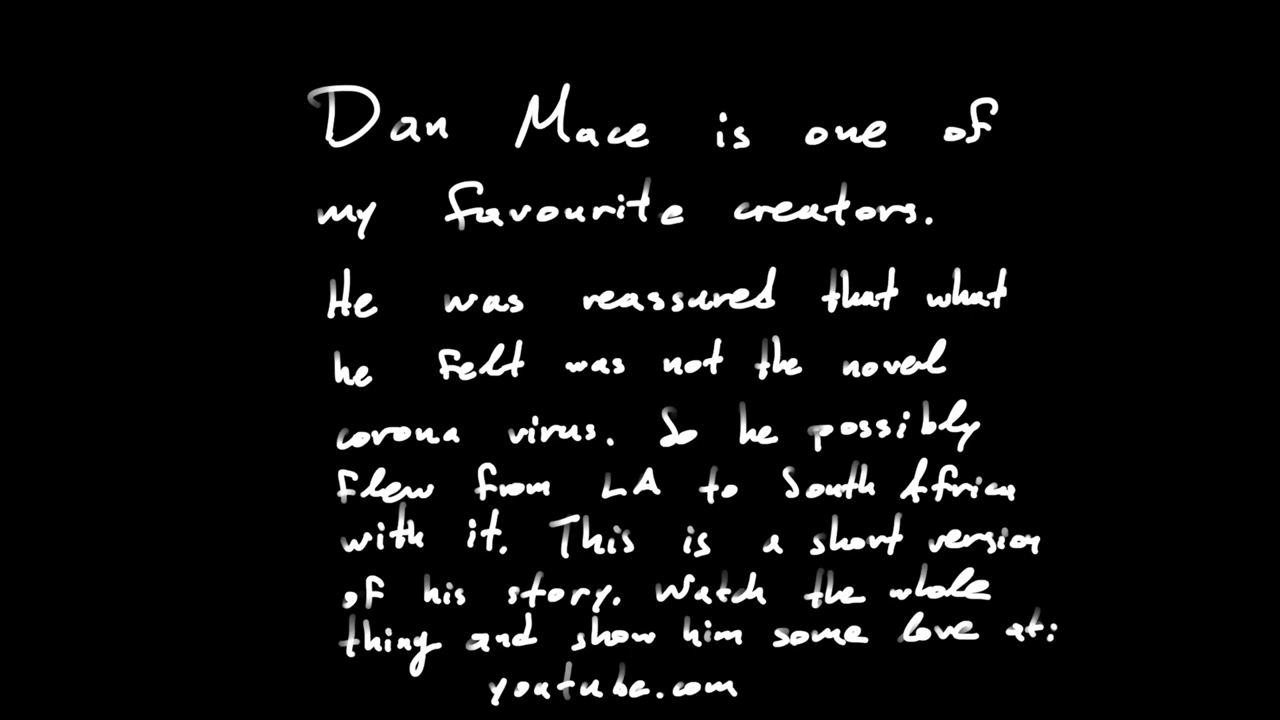 Dan Mace is one of
my favourite creators.
He was reassured that what
he felt was not the novel
corona virus. So he possibly
flew from LA to South Africa
with it. This is a short version
of his story. Watch the whole
thing and show him some love at:
youtube.com